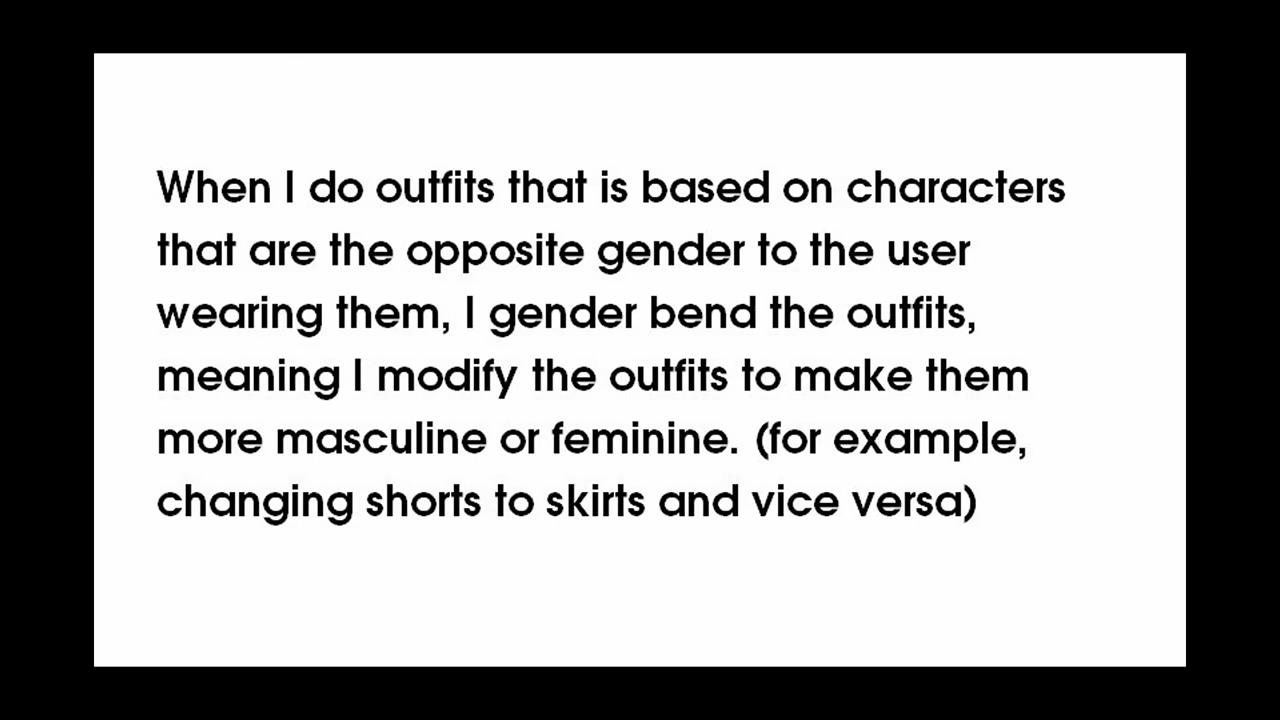 When I do outfits that is based on characters
that are the opposite gender to the user
wearing them, I gender bend the outfits,
meaning I modify the outfits to make them
more masculine or feminine. (for example,
changing shorts to skirts and vice versa)